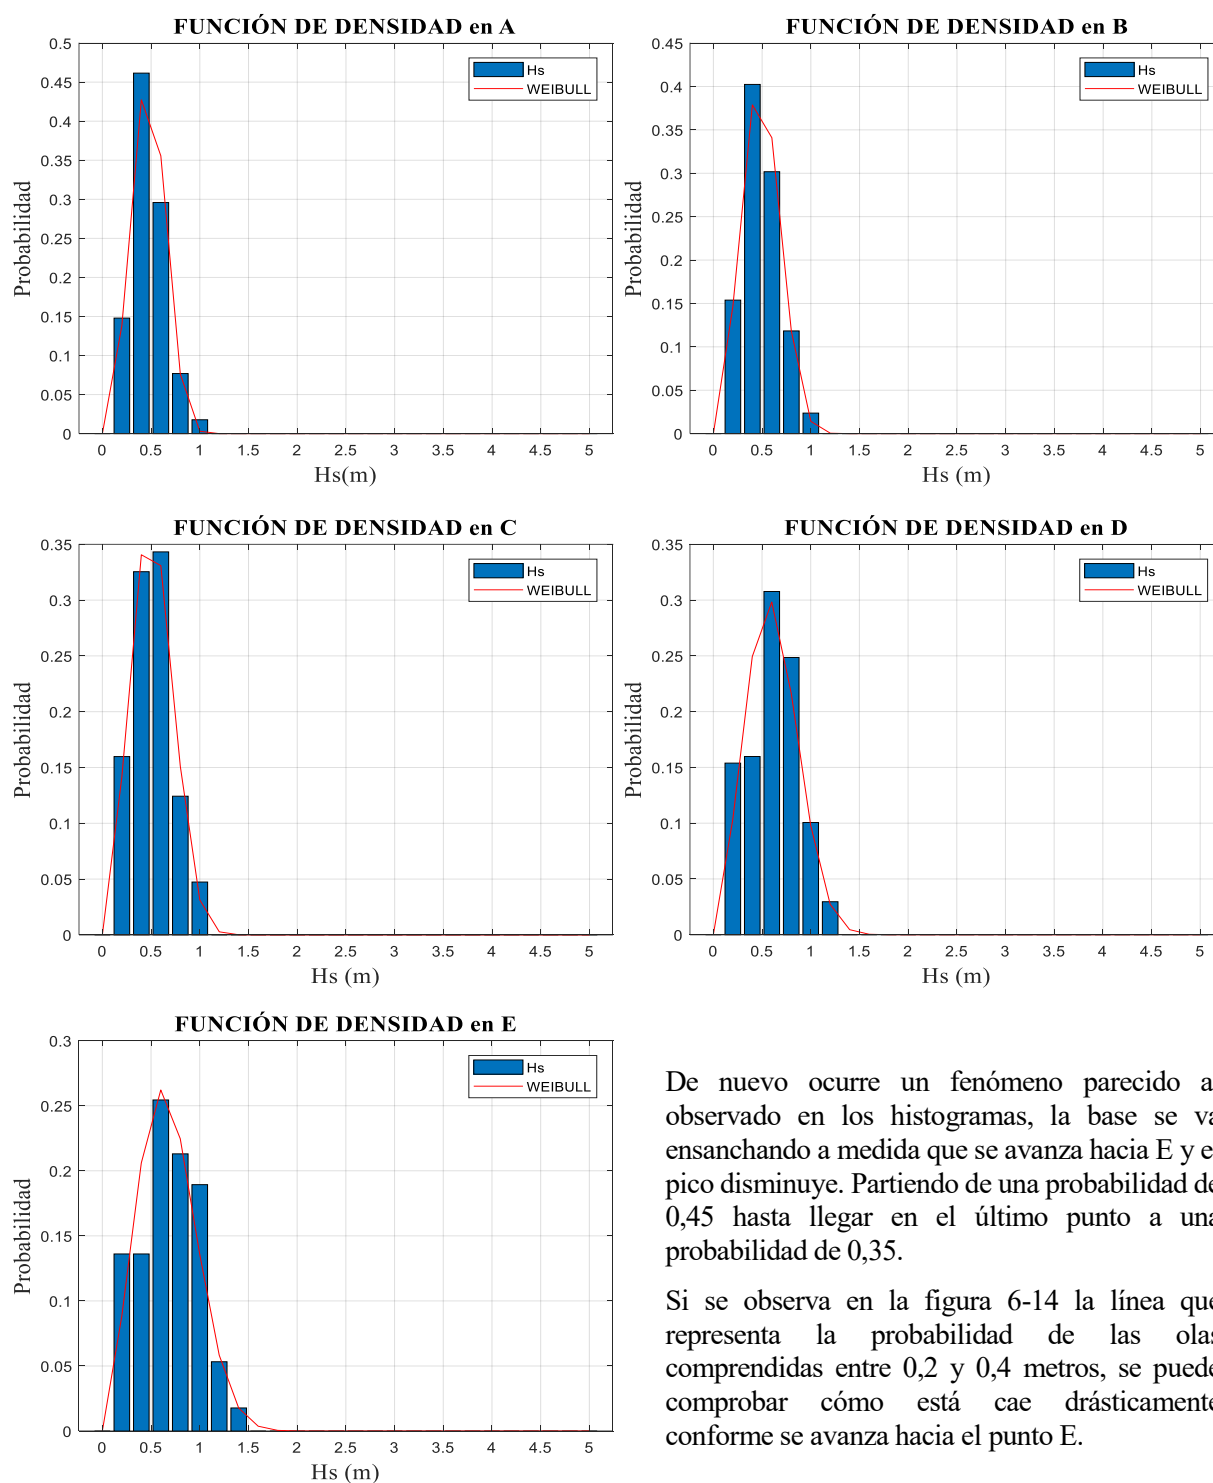 FUNCIÓN DE DENSIDAD en A
0.5
0.45
0.4
0.35
0.3
0.25
0.2
0.15
0.1
0.05
0
Probabilidad
Hs
WEIBULL
0 0.5 1 1.5 2 2.5 3 3.5 4 4.5 5
Hs(m)
FUNCIÓN DE DENSIDAD en B
0.45
0.4
0.35
0.3
0.25
0.2
0.15
0.1
0.05
0
Probabilidad
Hs
WEIBULL
0 0.5 1 1.5 2 2.5 3 3.5 4 4.5 5
Hs (m)
FUNCIÓN DE DENSIDAD en C
0.35
0.3
0.25
0.2
0.15
0.1
0.05
0
Probabilidad
Hs
WEIBULL
0 0.5 1 1.5 2 2.5 3 3.5 4 4.5 5
Hs (m)
FUNCIÓN DE DENSIDAD en D
0.35
0.3
0.25
0.2
0.15
0.1
0.05
0
Probabilidad
Hs
WEIBULL
0 0.5 1 1.5 2 2.5 3 3.5 4 4.5 5
Hs (m)
FUNCIÓN DE DENSIDAD en E
0.3
0.25
0.2
0.15
0.1
0.05
0
Probabilidad
Hs
WEIBULL
0 0.5 1 1.5 2 2.5 3 3.5 4 4.5 5
Hs (m)
De nuevo ocurre un fenómeno parecido a
observado en los histogramas, la base se va
ensanchando a medida que se avanza hacia E y e
pico disminuye. Partiendo de una probabilidad de
0,45 hasta llegar en el último punto a una
probabilidad de 0,35.
Si se observa en la figura 6-14 la línea que
representa la probabilidad de las olas
comprendidas entre 0,2 y 0,4 metros, se puede
comprobar cómo está cae drásticamente
conforme se avanza hacia el punto E.